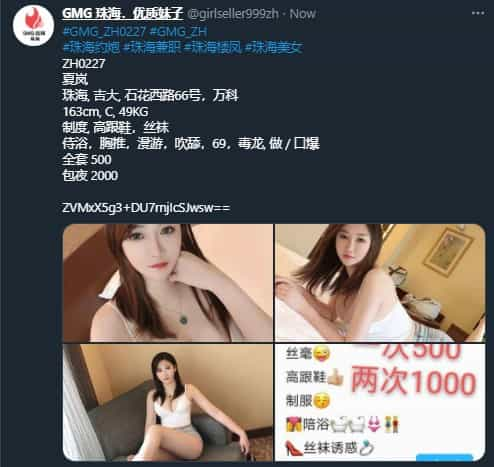 GMG 珠海、优质妹子 @girlseller999zh · Now
#GMG_ZH0227 #GMG_ZH
#珠海约炮 #珠海兼职 #珠海楼凤 #珠海美女
ZH0227
夏岚
珠海, 吉大, 石花西路66号，万科
163cm, C, 49KG
制度, 高跟鞋，丝袜
侍浴，胸推，漫游，吹舔，69，毒龙, 做 / 口爆
全套 500
包夜 2000
ZVMxX5g3+DU7mjIcSJwsw==
一次500
丝毫😝
高跟鞋👍🏻
两次1000
制服😚
🎁陪浴🛀🛀👙👯
👠丝袜诱惑💍